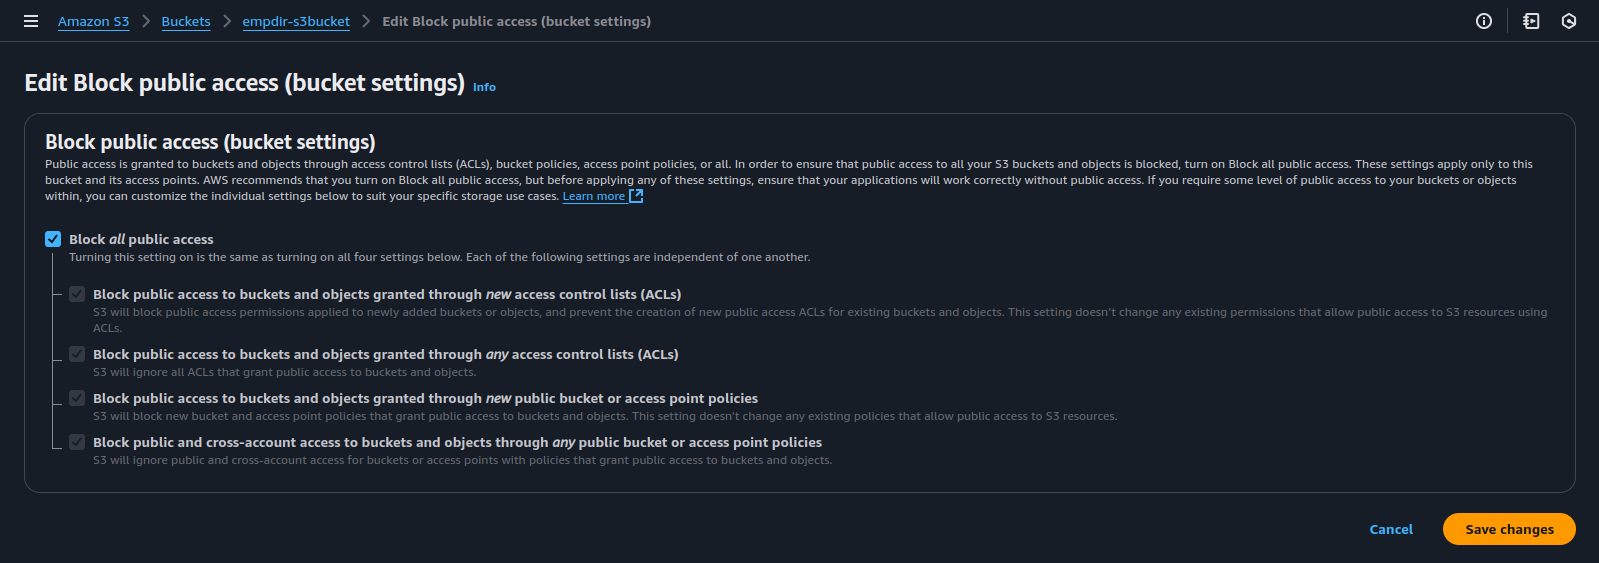 Amazon S3 > Buckets > empdir-s3bucket > Edit Block public access (bucket settings)
Edit Block public access (bucket settings) Info
Block public access (bucket settings)
Public access is granted to buckets and objects through access control lists (ACLs), bucket policies, access point policies, or all. In order to ensure that public access to all your S3 buckets and objects is blocked, turn on Block all public access. These settings apply only to this
bucket and its access points. AWS recommends that you turn on Block all public access, but before applying any of these settings, ensure that your applications will work correctly without public access. If you require some level of public access to your buckets or objects
within, you can customize the individual settings below to suit your specific storage use cases. Learn more
Block all public access
Turning this setting on is the same as turning on all four settings below. Each of the following settings are independent of one another.
Block public access to buckets and objects granted through new access control lists (ACLs)
S3 will block public access permissions applied to newly added buckets or objects, and prevent the creation of new public access ACLs for existing buckets and objects. This setting doesn't change any existing permissions that allow public access to S3 resources using
ACLs.
Block public access to buckets and objects granted through any access control lists (ACLs)
S3 will ignore all ACLs that grant public access to buckets and objects.
Block public access to buckets and objects granted through new public bucket or access point policies
S3 will block new bucket and access point policies that grant public access to buckets and objects. This setting doesn't change any existing policies that allow public access to S3 resources.
Block public and cross-account access to buckets and objects through any public bucket or access point policies
S3 will ignore public and cross-account access for buckets or access points with policies that grant public access to buckets and objects.
Cancel Save changes